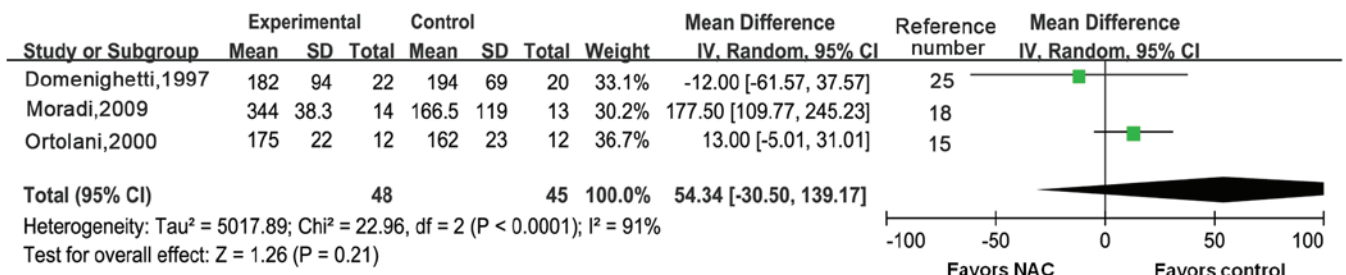 Experimental Control Mean Difference Reference Mean Difference
Study or Subgroup Mean SD Total Mean SD Total Weight IV, Random, 95% CI number IV, Random, 95% CI
Domenighetti,1997 182 94 22 194 69 20 33.1% -12.00 [-61.57, 37.57] 25
Moradi,2009 344 38.3 14 166.5 119 13 30.2% 177.50 [109.77, 245.23] 18
Ortolani,2000 175 22 12 162 23 12 36.7% 13.00 [-5.01, 31.01] 15
Total (95% CI) 48 45 100.0% 54.34 [-30.50, 139.17]
Heterogeneity: Tau² = 5017.89; Chi² = 22.96, df = 2 (P < 0.0001); I² = 91%
-100 -50 0 50 100
Test for overall effect: Z = 1.26 (P = 0.21)
Favors NAC Favors control